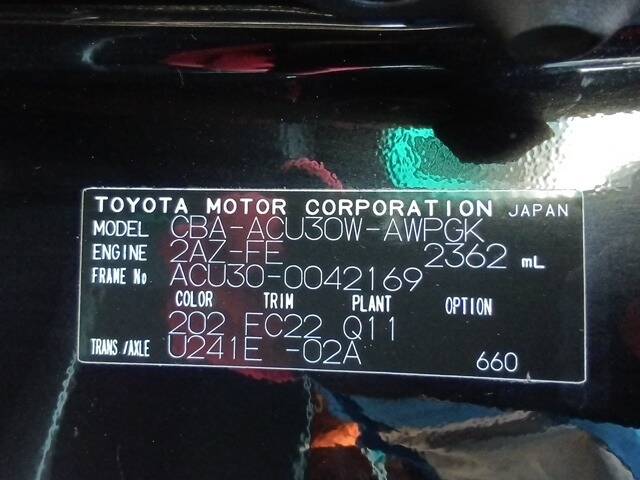 TOYOTA MOTOR CORPORATION JAPAN
MODEL CBA-ACU30W-AWPGK
ENGINE 2AZ-FE 2362 mL
FRAME No ACU30-0042169
COLOR TRIM PLANT OPTION
202 FC22 Q11
TRANS./AXLE U241E -02A 660